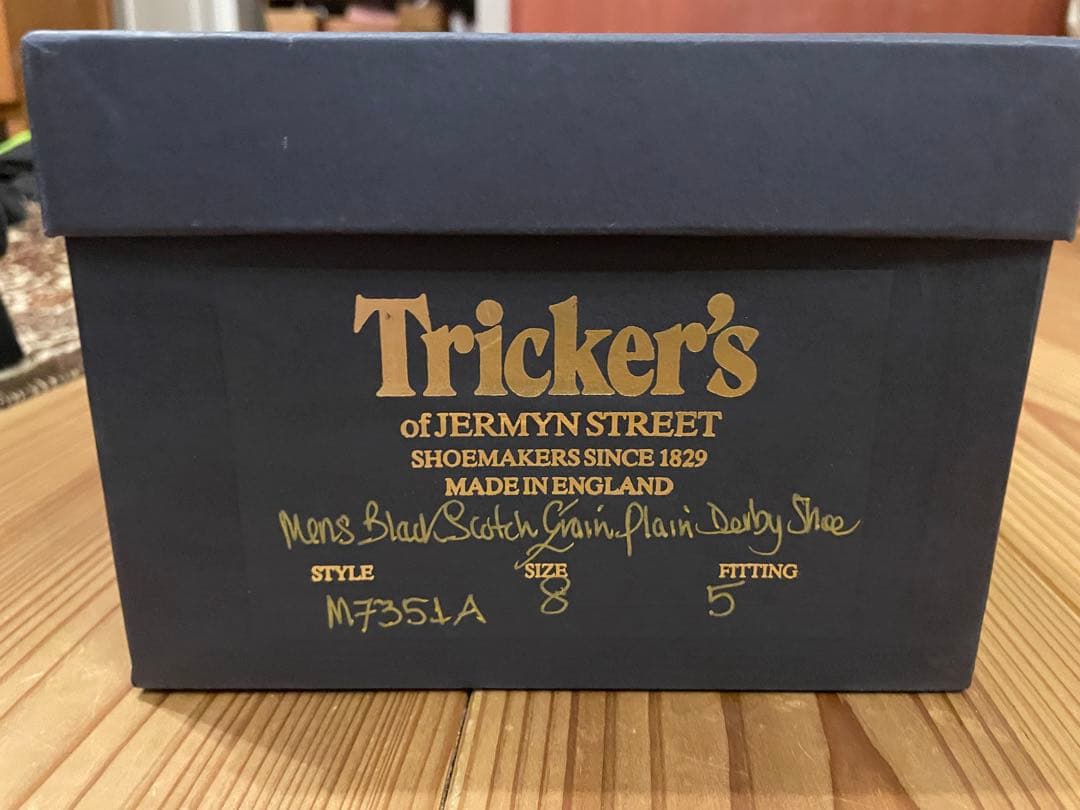 Tricker's
of JERMYN STREET
SHOEMAKERS SINCE 1829
MADE IN ENGLAND
Mens Black Scotch Grain Plain Derby Shoe
STYLE SIZE FITTING
M7351A 8 5